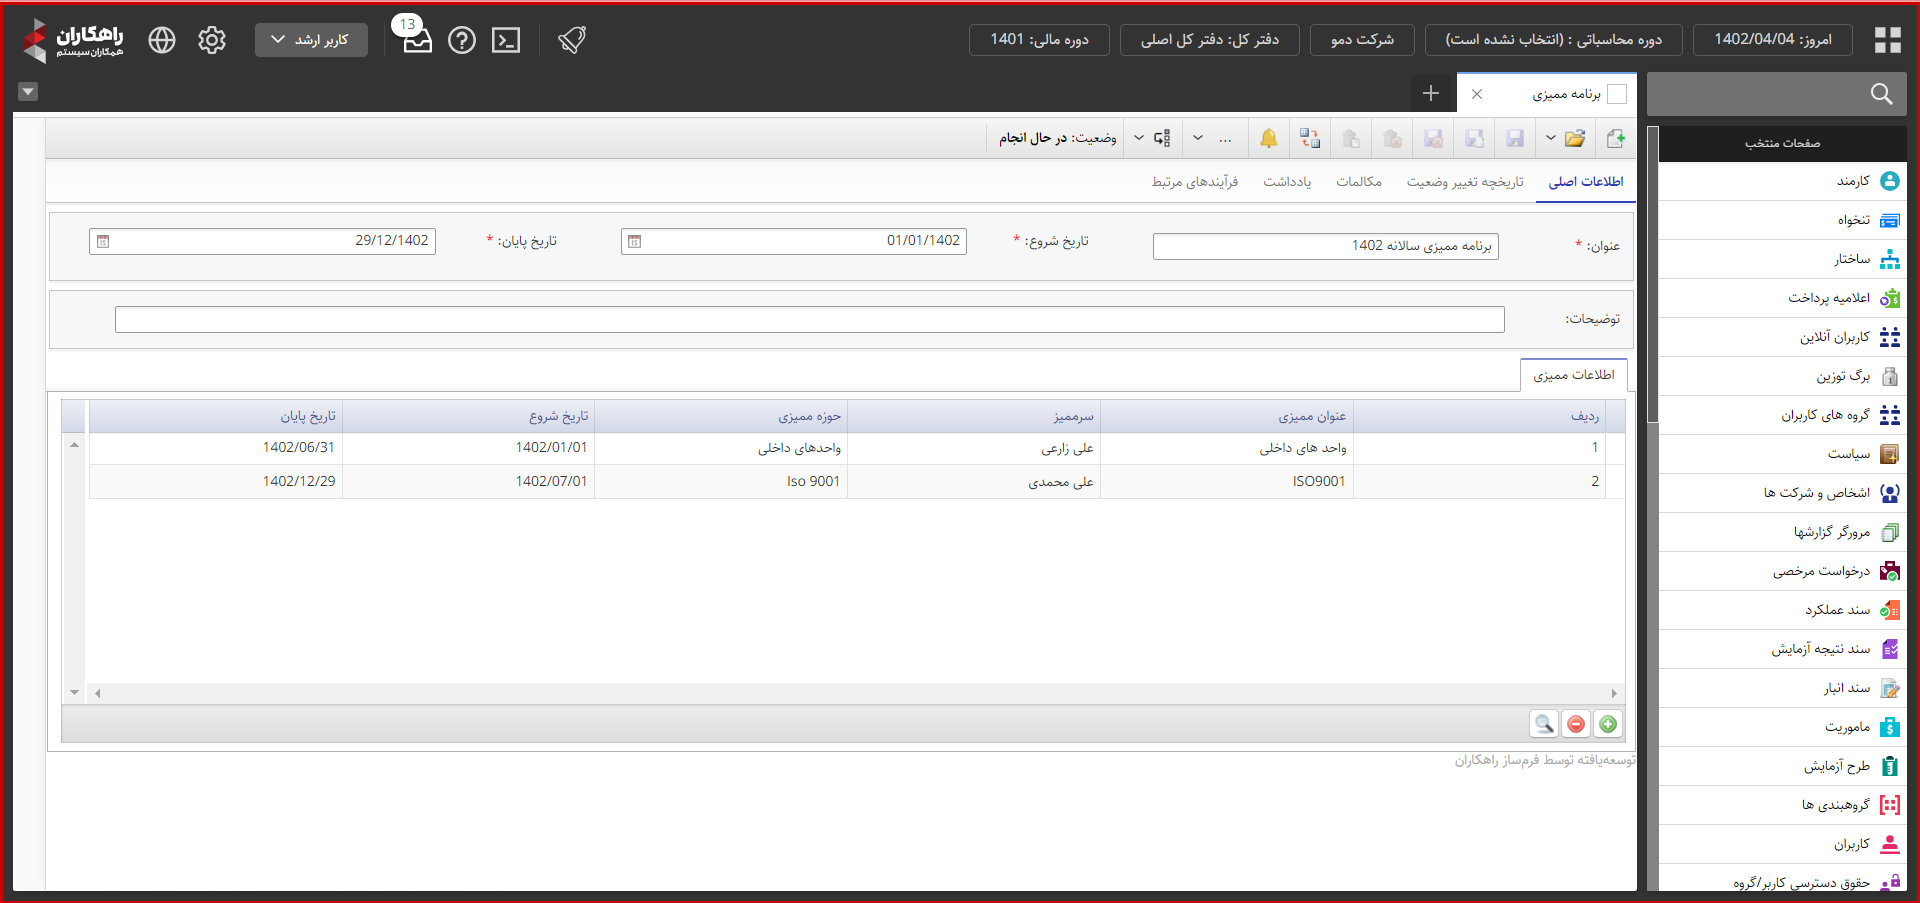 امروز: 1402/04/04
دوره محاسباتی : (انتخاب نشده است)
شرکت دمو
دفتر کل: دفتر کل اصلی
دوره مالی: 1401
13
کاربر ارشد
راهکاران
همکاران سیستم
برنامه ممیزی
وضعیت: در حال انجام
...
اطلاعات اصلی
تاریخچه تغییر وضعیت
مکالمات
یادداشت
فرآیندهای مرتبط
عنوان: *
برنامه ممیزی سالانه 1402
تاریخ شروع: *
01/01/1402
تاریخ پایان: *
29/12/1402
توضیحات:
اطلاعات ممیزی
ردیف عنوان ممیزی سرممیز حوزه ممیزی تاریخ شروع تاریخ پایان
1 واحد های داخلی علی زارعی واحدهای داخلی 1402/01/01 1402/06/31
2 ISO9001 علی محمدی Iso 9001 1402/07/01 1402/12/29
توسعه‌یافته توسط فرم‌ساز راهکاران
صفحات منتخب
کارمند
تنخواه
ساختار
اعلامیه پرداخت
کاربران آنلاین
برگ توزین
گروه های کاربران
سیاست
اشخاص و شرکت ها
مرورگر گزارشها
درخواست مرخصی
سند عملکرد
سند نتیجه آزمایش
سند انبار
ماموریت
طرح آزمایش
گروهبندی ها
کاربران
حقوق دسترسی کاربر/گروه